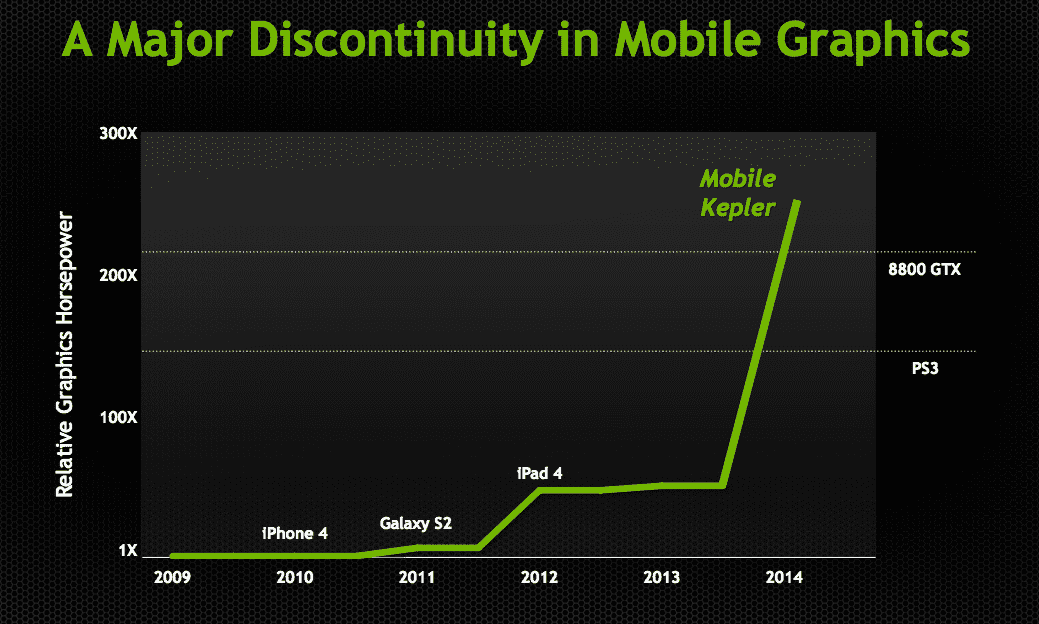 A Major Discontinuity in Mobile Graphics
300X
Mobile
Kepler
8800 GTX
200X
Relative Graphics Horsepower
PS3
100X
iPad 4
Galaxy S2
iPhone 4
1X
2009 2010 2011 2012 2013 2014